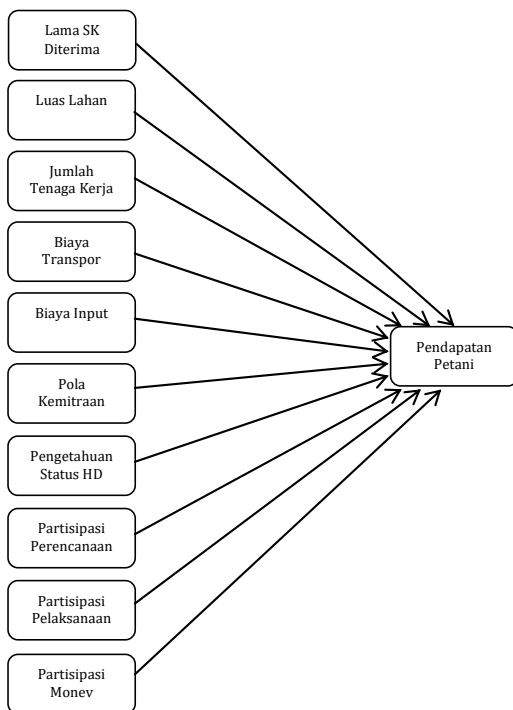 Lama SK
Diterima
Luas Lahan
Jumlah
Tenaga Kerja
Biaya
Transpor
Biaya Input
Pola
Kemitraan
Pengetahuan
Status HD
Partisipasi
Perencanaan
Partisipasi
Pelaksanaan
Partisipasi
Monev
Pendapatan
Petani